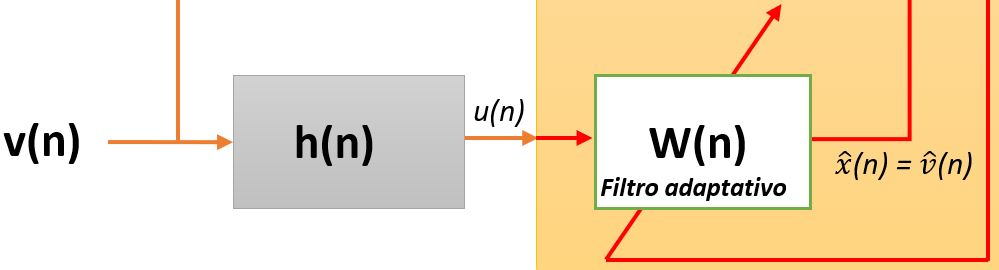 v(n)
h(n)
u(n)
W(n)
Filtro adaptativo
x̂(n) = v̂(n)